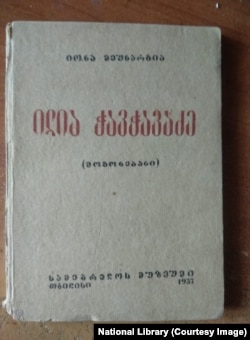 იონა მეუნარგია
ილია ჭავჭავაძე
(მოგონებანი)
თბილისი
1937
National Library (Courtesy Image)